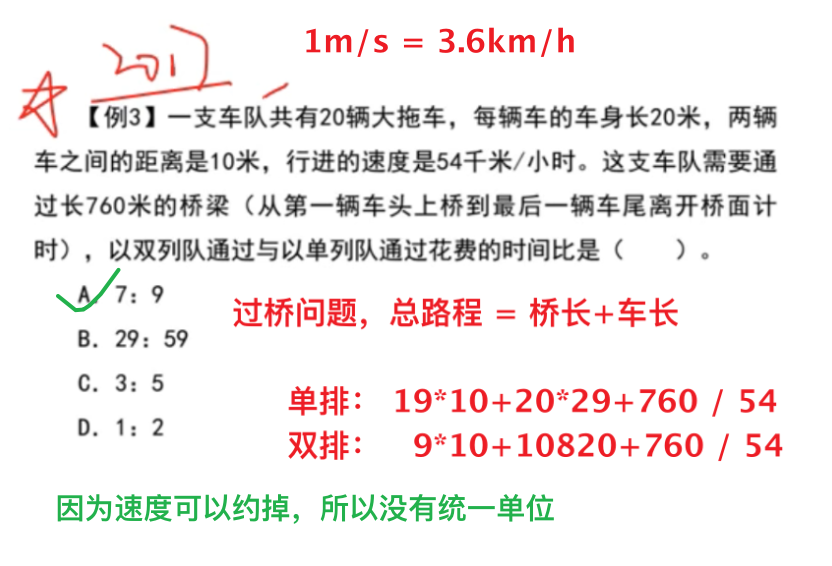 1m/s = 3.6km/h
2017
【例3】一支车队共有20辆大拖车，每辆车的车身长20米，两辆
车之间的距离是10米，行进的速度是54千米/小时。这支车队需要通
过长760米的桥梁（从第一辆车头上桥到最后一辆车尾离开桥面计
时），以双列队通过与以单列队通过花费的时间比是（　　）。
A. 7：9
过桥问题，总路程 = 桥长+车长
B. 29：59
C. 3：5
单排： 19*10+20*29+760 / 54
D. 1：2
双排： 9*10+10820+760 / 54
因为速度可以约掉，所以没有统一单位